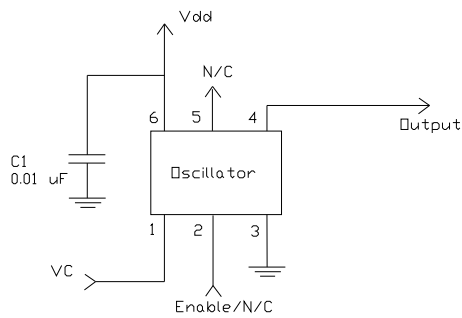 Vdd
N/C
6
5
4
Output
C1
0.01 uF
Oscillator
1
2
3
VC
Enable/N/C